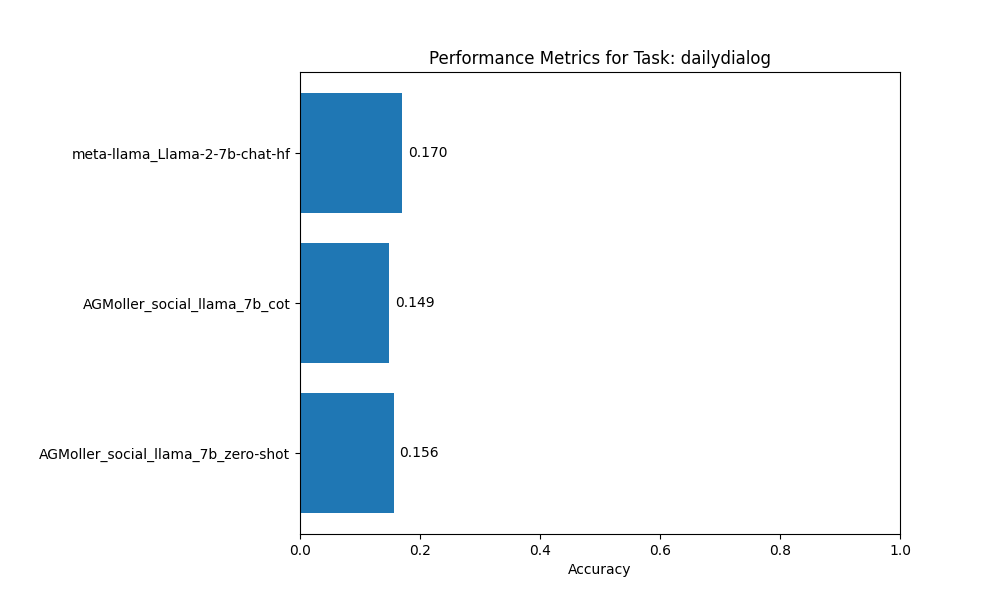 Performance Metrics for Task: dailydialog
meta-llama_Llama-2-7b-chat-hf
0.170
AGMoller_social_llama_7b_cot
0.149
AGMoller_social_llama_7b_zero-shot
0.156
0.0 0.2 0.4 0.6 0.8 1.0
Accuracy